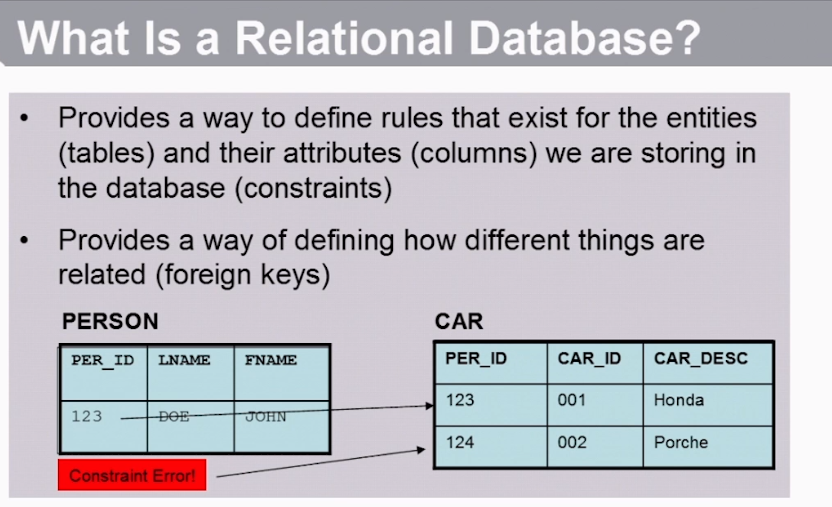 What Is a Relational Database?
• Provides a way to define rules that exist for the entities
(tables) and their attributes (columns) we are storing in
the database (constraints)
• Provides a way of defining how different things are
related (foreign keys)
PERSON
PER_ID LNAME FNAME
123 DOE JOHN
Constraint Error!
CAR
PER_ID CAR_ID CAR_DESC
123 001 Honda
124 002 Porche